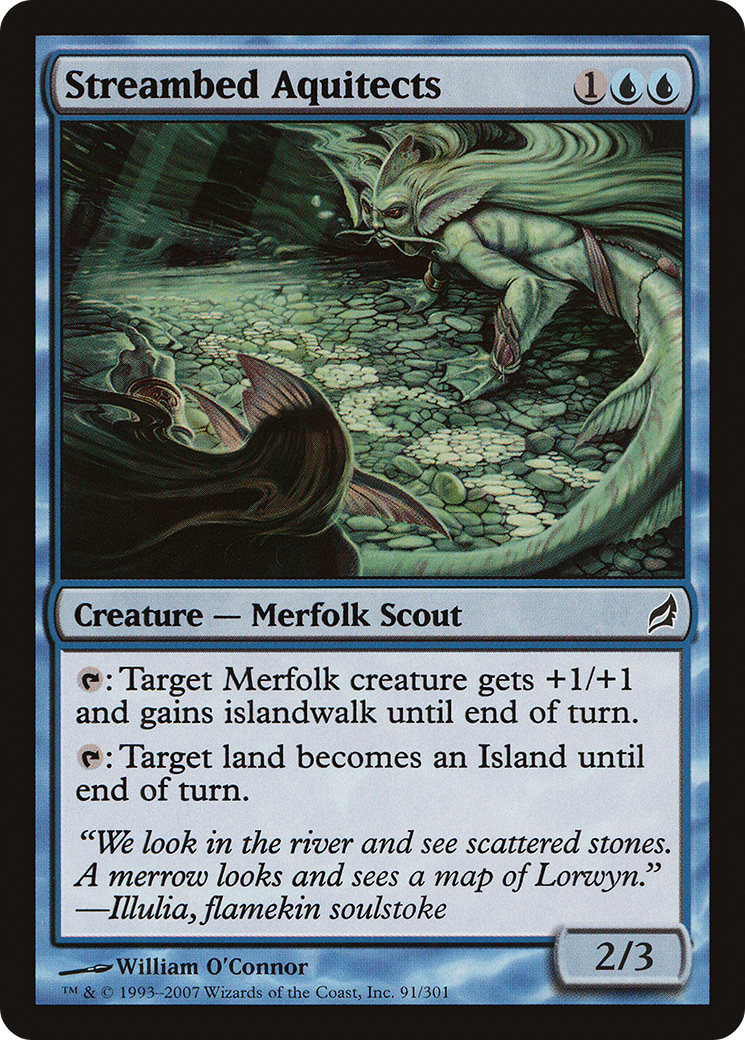 Streambed Aquitects 1
Creature — Merfolk Scout
: Target Merfolk creature gets +1/+1
and gains islandwalk until end of turn.
: Target land becomes an Island until
end of turn.
“We look in the river and see scattered stones.
A merrow looks and sees a map of Lorwyn.”
—Illulia, flamekin soulstoke
2/3
William O'Connor
™ & © 1993–2007 Wizards of the Coast, Inc. 91/301